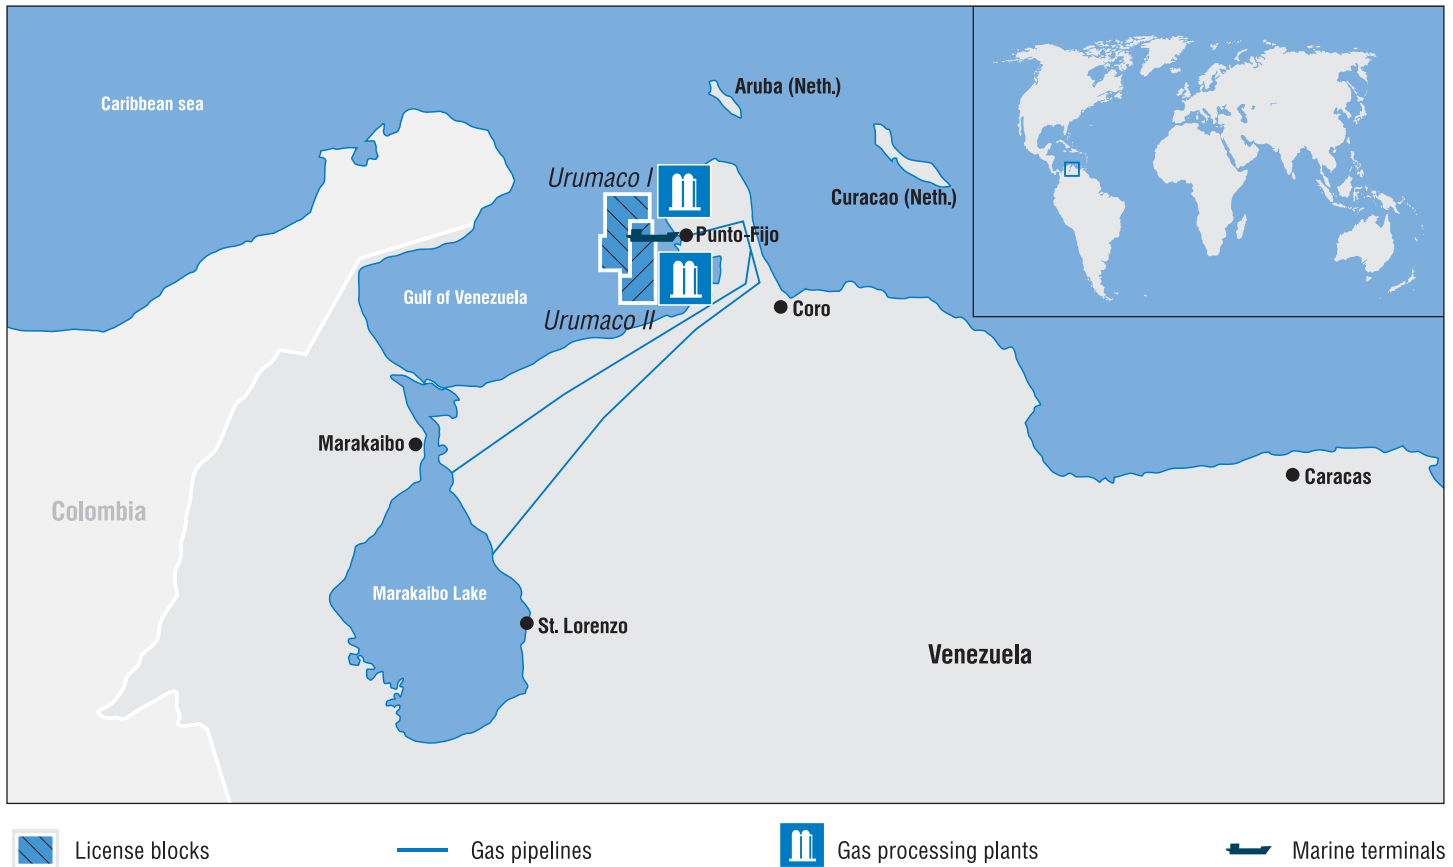 Caribbean sea
Aruba (Neth.)
Urumaco I
Curacao (Neth.)
Punto-Fijo
Gulf of Venezuela
Coro
Urumaco II
Marakaibo
Caracas
Colombia
Marakaibo Lake
St. Lorenzo
Venezuela
License blocks
Gas pipelines
Gas processing plants
Marine terminals